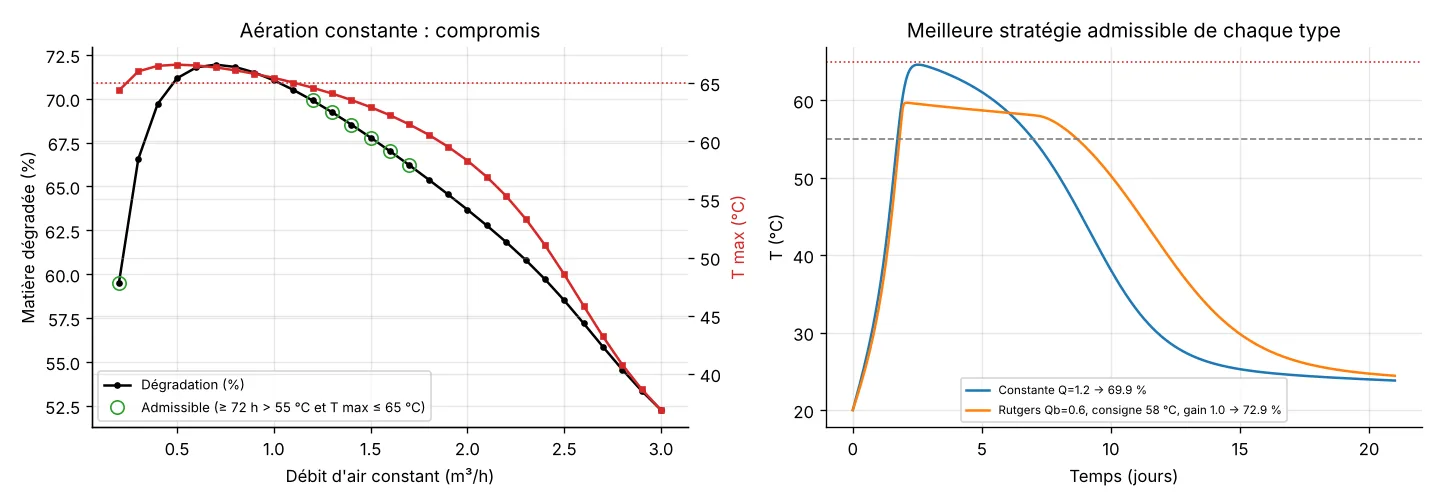 Aération constante : compromis
72.5
70.0
67.5
65.0
62.5
60.0
57.5
55.0
52.5
Matière dégradée (%)
65
60
55
50
45
40
T max (°C)
Dégradation (%)
Admissible (≥ 72 h > 55 °C et T max ≤ 65 °C)
0.5 1.0 1.5 2.0 2.5 3.0
Débit d'air constant (m³/h)
Meilleure stratégie admissible de chaque type
60
50
40
30
20
T (°C)
Constante Q=1.2 → 69.9 %
Rutgers Qb=0.6, consigne 58 °C, gain 1.0 → 72.9 %
0 5 10 15 20
Temps (jours)